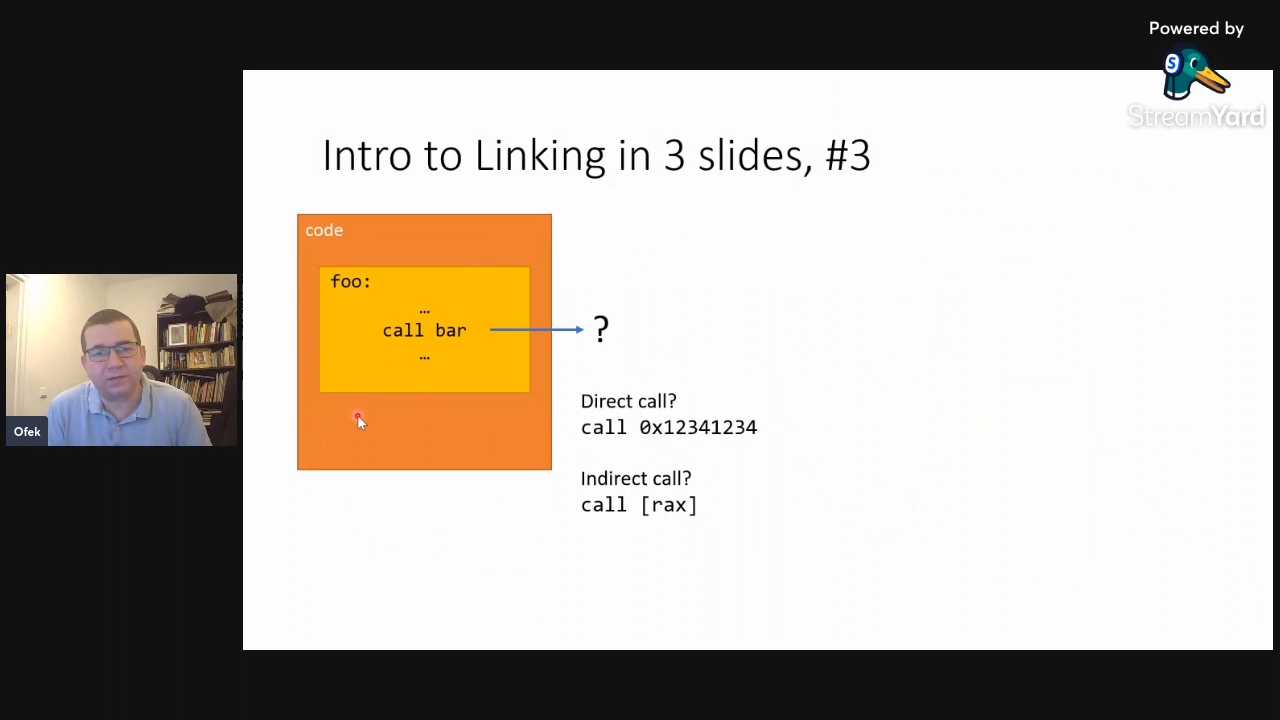 Powered by
StreamYard
Intro to Linking in 3 slides, #3
code
foo:
…
call bar
…
?
Direct call?
call 0x12341234
Indirect call?
call [rax]
Ofek